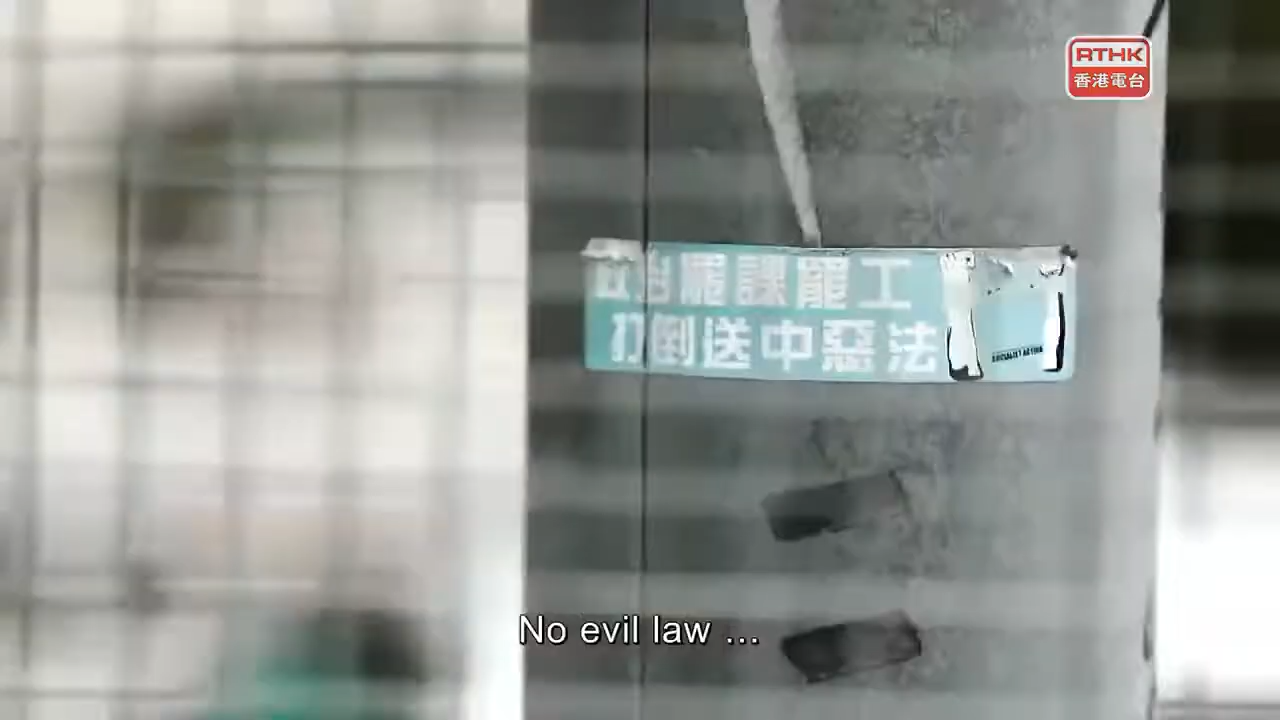 RTHK
香港電台
政治罷課罷工
打倒送中惡法
SOCIALIST ACTION
No evil law ...